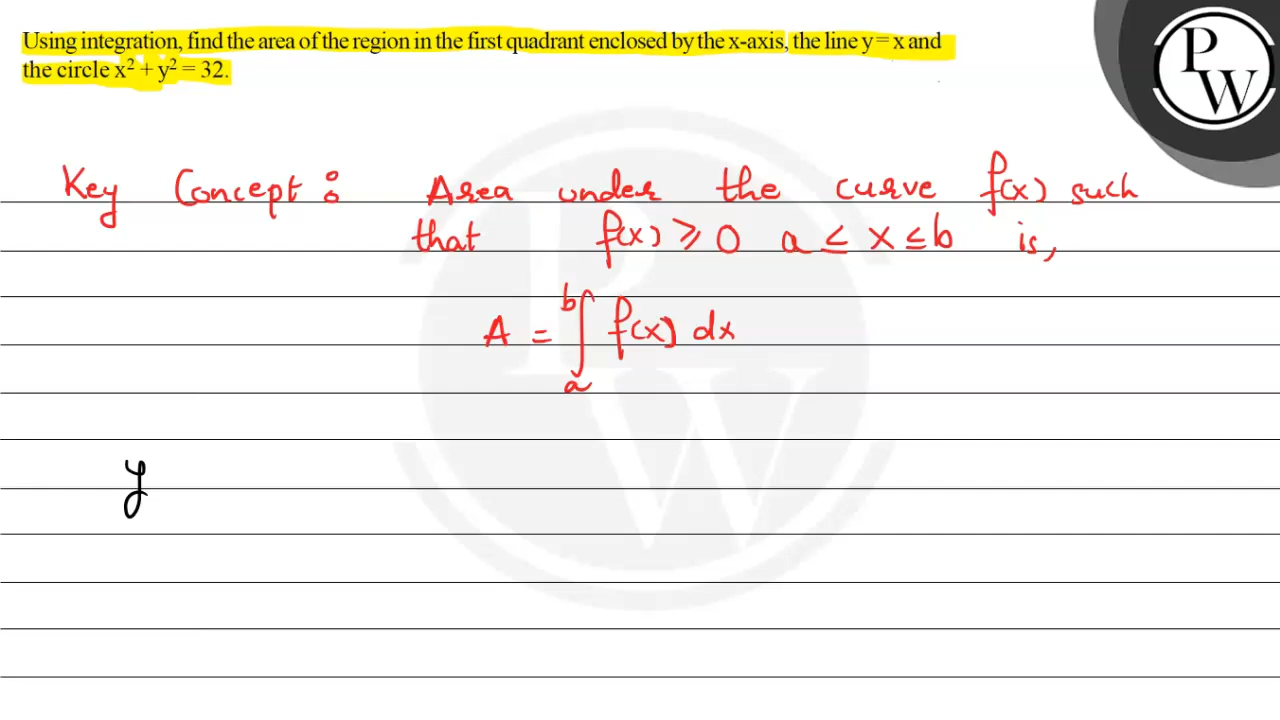 Using integration, find the area of the region in the first quadrant enclosed by the x-axis, the line y = x and
the circle x² + y² = 32.
P
W
Key Concept : Area under the curve f(x) such
that f(x) ⩾ 0 a ≤ x ≤ b is,
A = ∫ₐᵇ f(x) dx
y
P
W